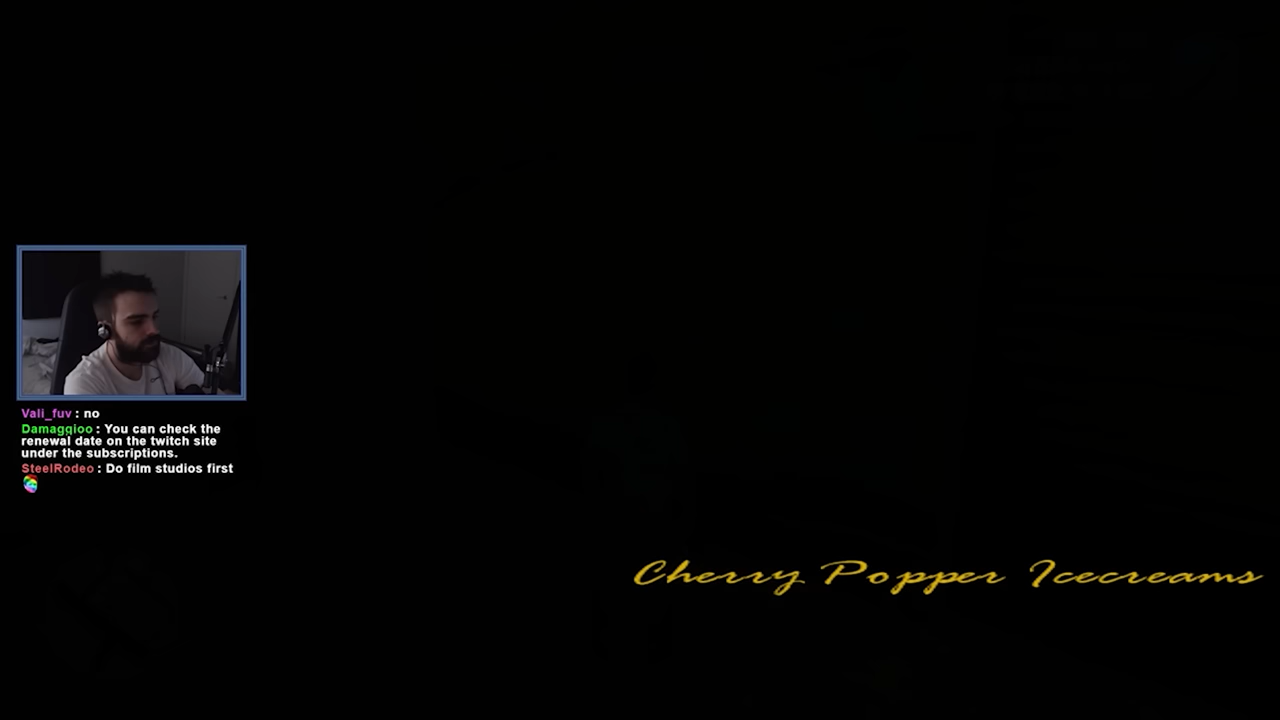 Vali_fuv : no
Damaggioo : You can check the
renewal date on the twitch site
under the subscriptions.
SteelRodeo : Do film studios first
Cherry Popper Icecreams